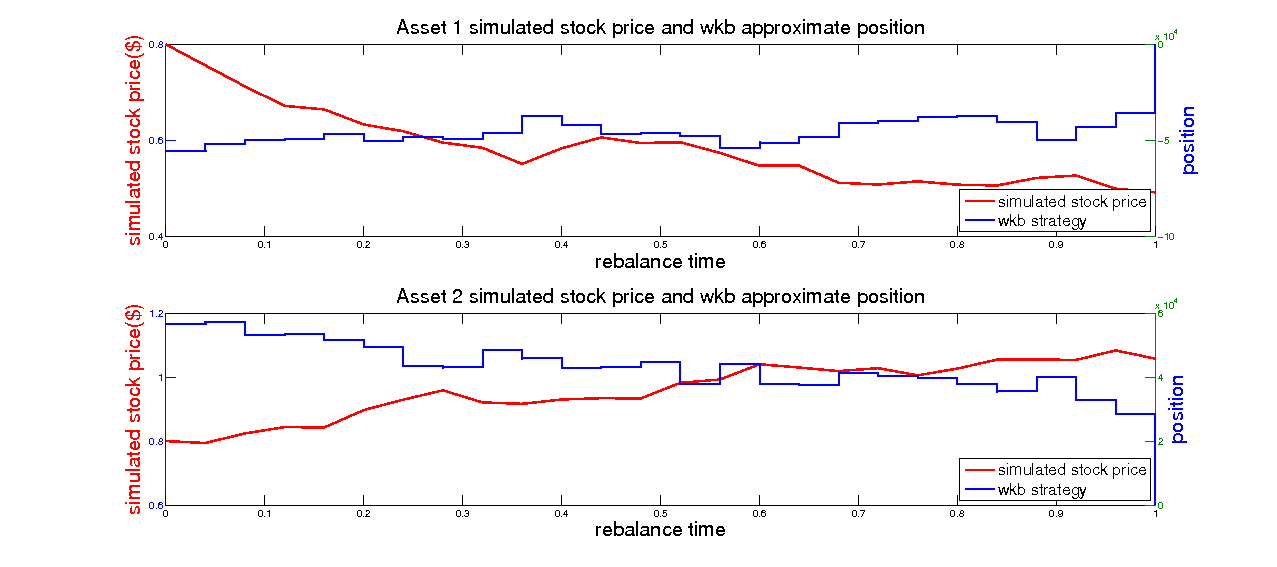 Asset 1 simulated stock price and wkb approximate position
x 10^4
simulated stock price($)
0.8
0.6
0.4
0
-5
-10
position
simulated stock price
wkb strategy
0 0.1 0.2 0.3 0.4 0.5 0.6 0.7 0.8 0.9 1
rebalance time
Asset 2 simulated stock price and wkb approximate position
x 10^4
simulated stock price($)
1.2
1
0.8
0.6
6
4
2
0
position
simulated stock price
wkb strategy
0 0.1 0.2 0.3 0.4 0.5 0.6 0.7 0.8 0.9 1
rebalance time